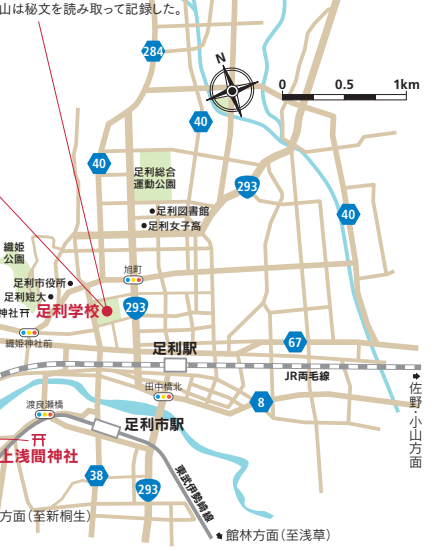 山は秘文を読み取って記録した。
284
N
0 0.5 1km
40
40
足利総合
運動公園
293
足利図書館
足利女子高
40
織姫
公園
旭町
足利市役所
足利短大
神社
足利学校
293
織姫神社前
67
足利駅
JR両毛線
佐野・小山方面
田中橋北
8
渡良瀬橋
足利市駅
上浅間神社
38
東武伊勢崎線
293
方面(至新桐生)
館林方面(至浅草)